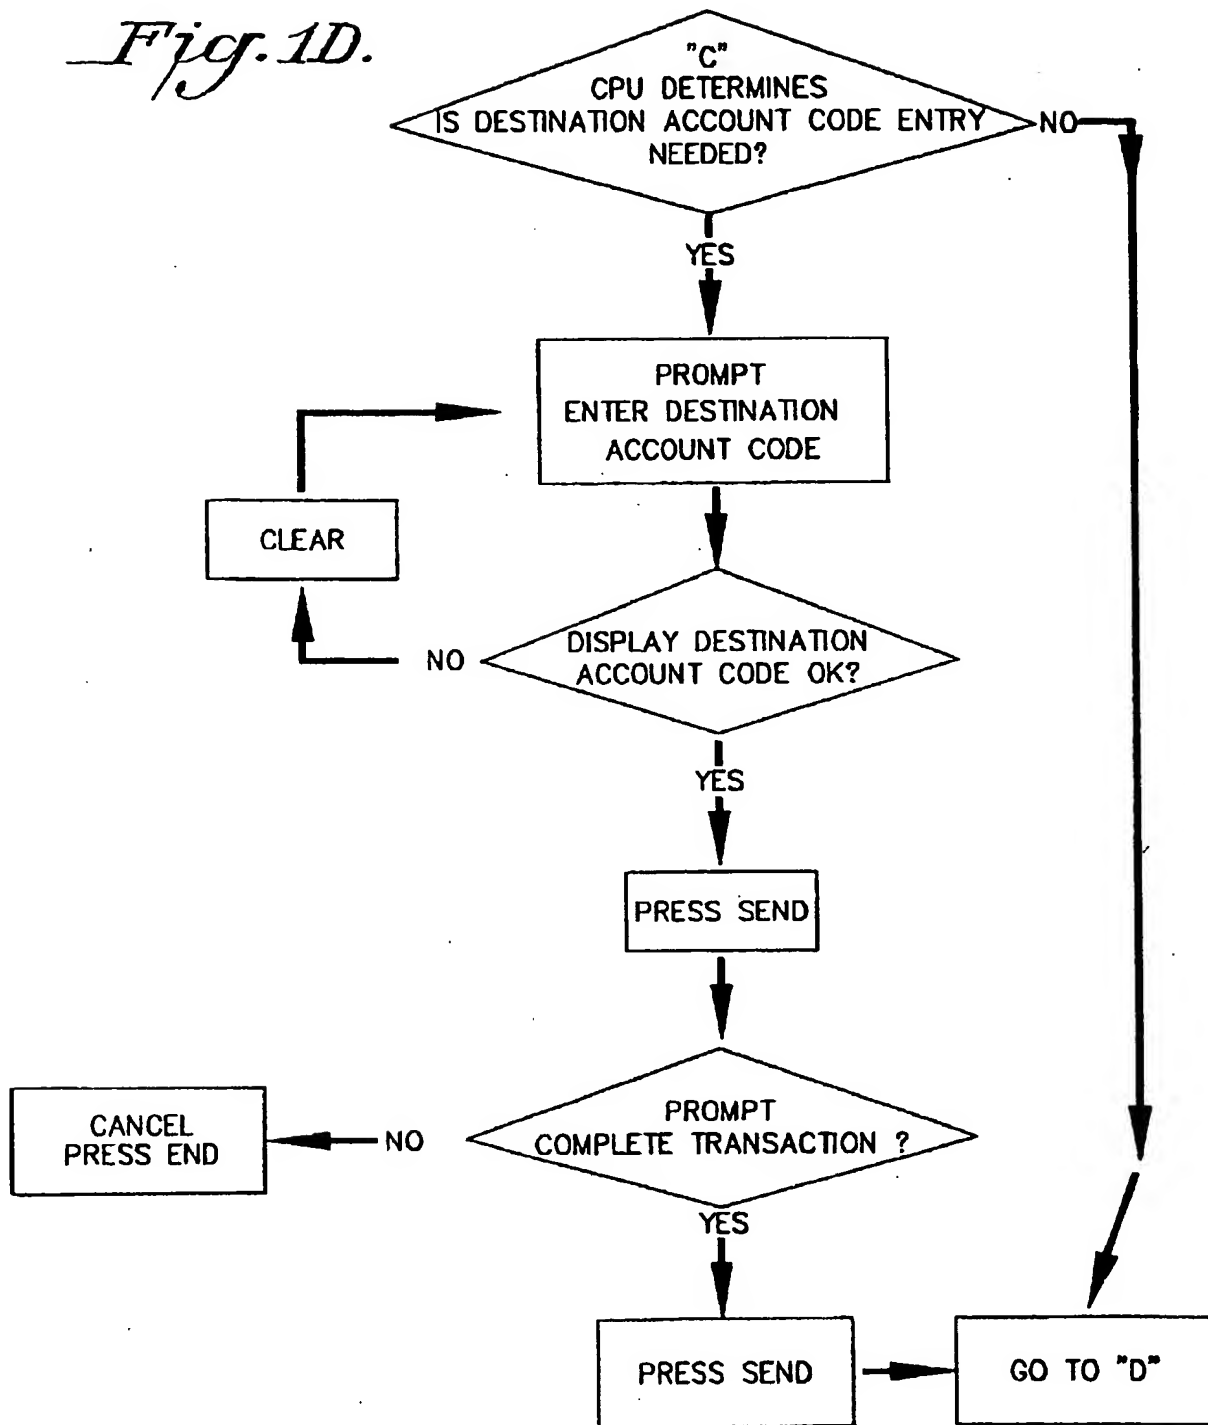 Fig. 1D.
"C"
CPU DETERMINES
IS DESTINATION ACCOUNT CODE ENTRY
NEEDED?
NO
YES
PROMPT
ENTER DESTINATION
ACCOUNT CODE
CLEAR
DISPLAY DESTINATION
ACCOUNT CODE OK?
NO
YES
PRESS SEND
PROMPT
COMPLETE TRANSACTION ?
NO
CANCEL
PRESS END
YES
PRESS SEND
GO TO "D"